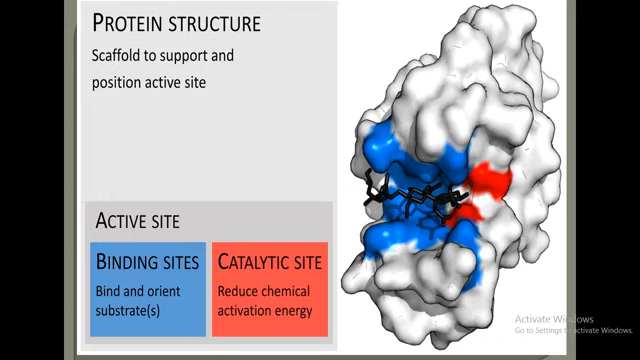 PROTEIN STRUCTURE
Scaffold to support and
position active site
ACTIVE SITE
BINDING SITES
Bind and orient
substrate(s)
CATALYTIC SITE
Reduce chemical
activation energy
Activate Windows
Go to Settings to activate Windows.